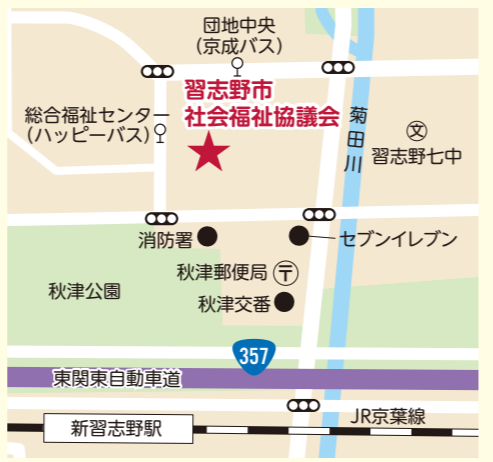 団地中央
(京成バス)
習志野市
社会福祉協議会
総合福祉センター
(ハッピーバス)
菊田川
文
習志野七中
消防署
セブンイレブン
秋津郵便局
〒
秋津公園
秋津交番
357
東関東自動車道
JR京葉線
新習志野駅